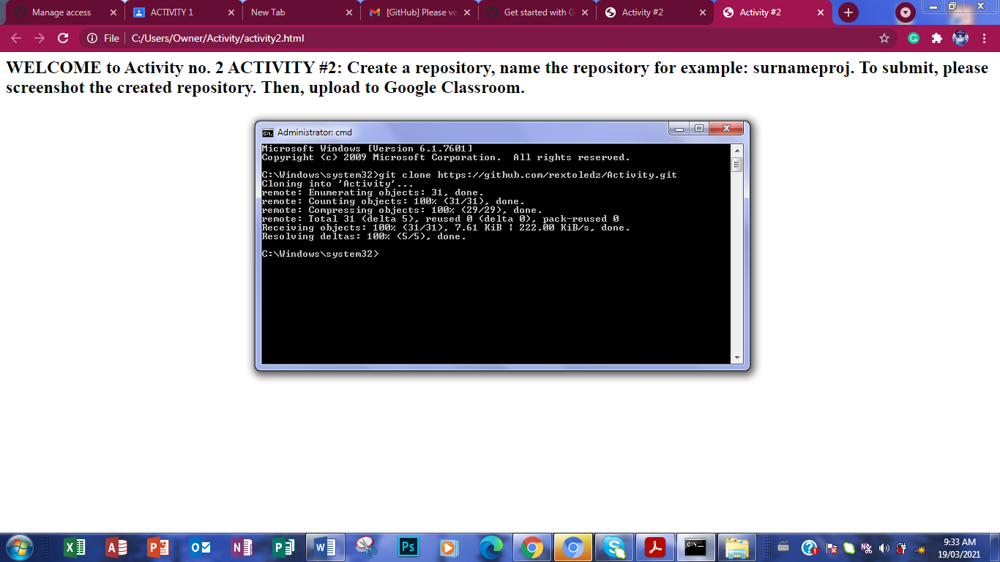 Manage access
ACTIVITY 1
New Tab
[GitHub] Please ve
Get started with G
Activity #2
Activity #2
File
C:/Users/Owner/Activity/activity2.html
WELCOME to Activity no. 2 ACTIVITY #2: Create a repository, name the repository for example: surnameproj. To submit, please
screenshot the created repository. Then, upload to Google Classroom.
Administrator: cmd
Microsoft Windows [Version 6.1.7601]
Copyright (c) 2009 Microsoft Corporation.  All rights reserved.
C:\Windows\system32>git clone https://github.com/rextoledz/Activity.git
Cloning into 'Activity'...
remote: Enumerating objects: 31, done.
remote: Counting objects: 100% (31/31), done.
remote: Compressing objects: 100% (29/29), done.
remote: Total 31 (delta 5), reused 0 (delta 0), pack-reused 0
Receiving objects: 100% (31/31), 7.61 KiB | 222.00 KiB/s, done.
Resolving deltas: 100% (5/5), done.
C:\Windows\system32>
9:33 AM
19/03/2021